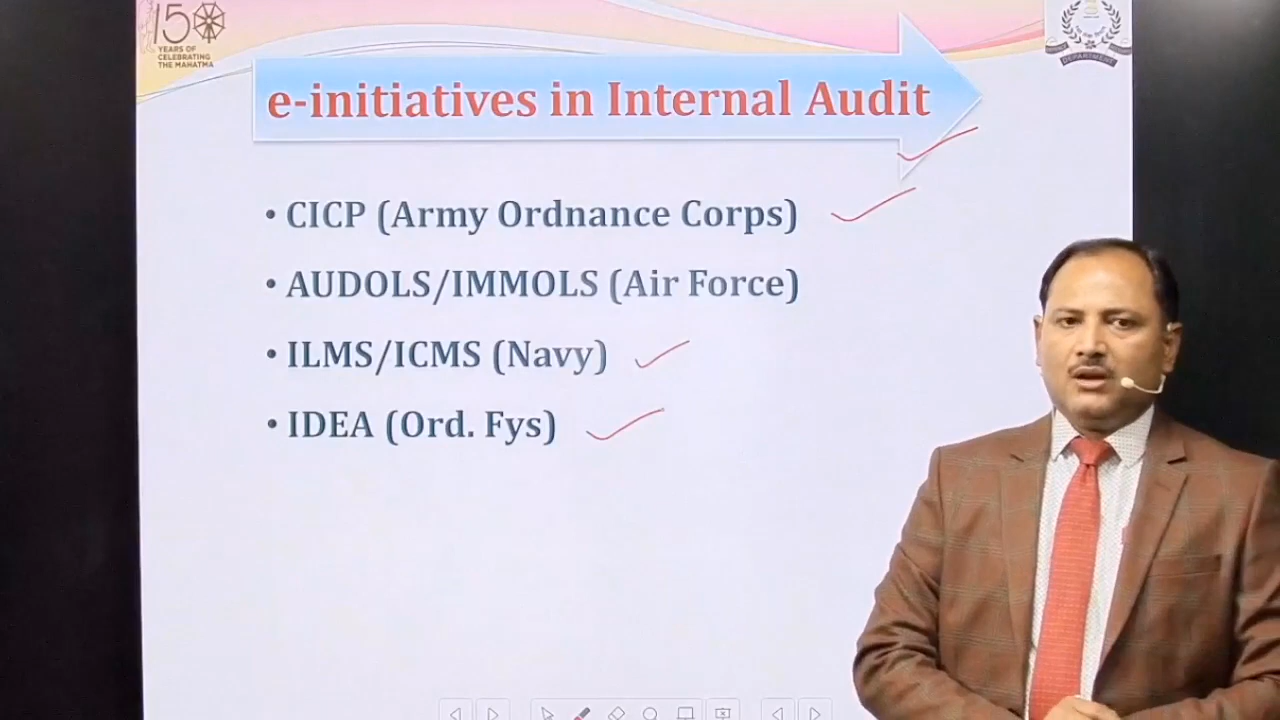 150
YEARS OF
CELEBRATING
THE MAHATMA
DEPARTMENT
e-initiatives in Internal Audit
• CICP (Army Ordnance Corps)
• AUDOLS/IMMOLS (Air Force)
• ILMS/ICMS (Navy)
• IDEA (Ord. Fys)